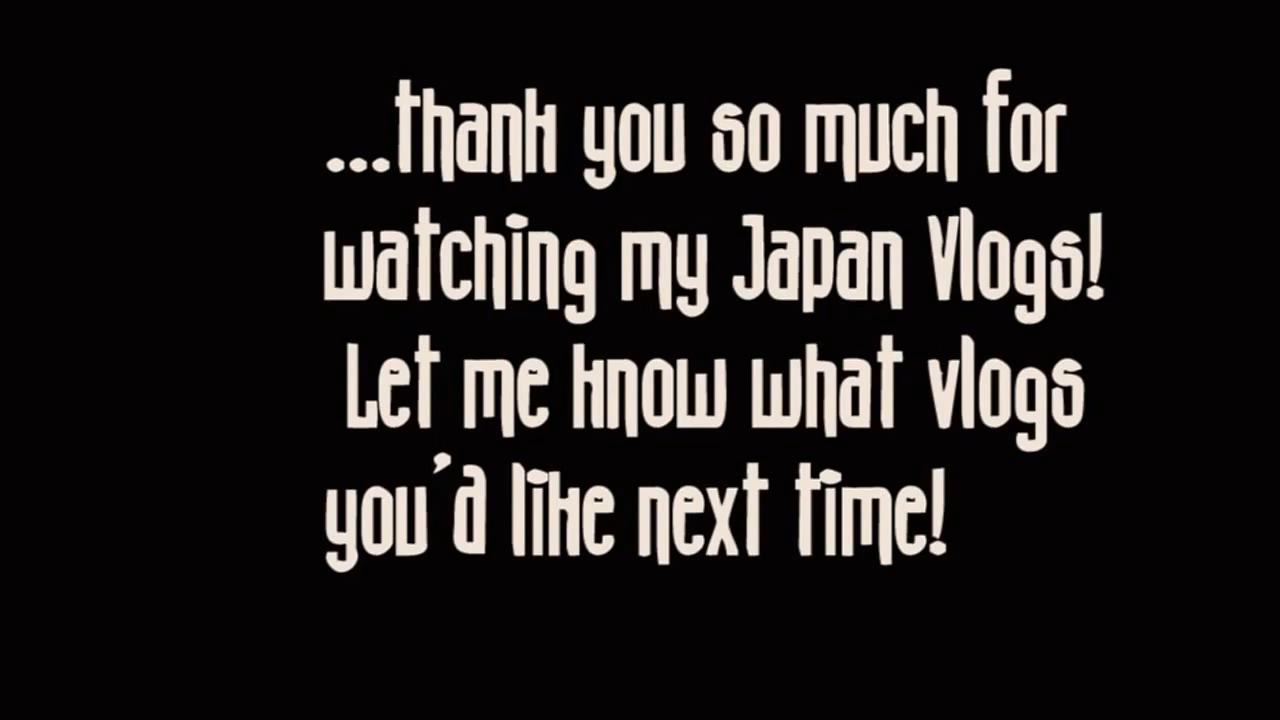 ...thank you so much for
watching my Japan Vlogs!
Let me know what vlogs
you'd like next time!